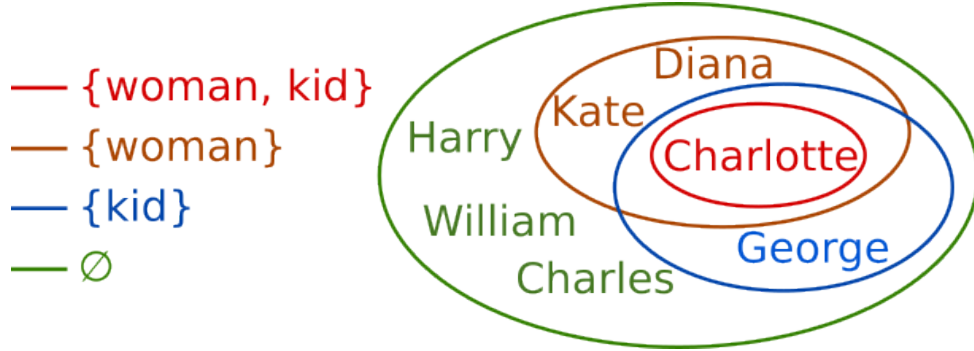 {woman, kid}
{woman}
{kid}
∅
Diana
Kate
Harry
Charlotte
William
George
Charles